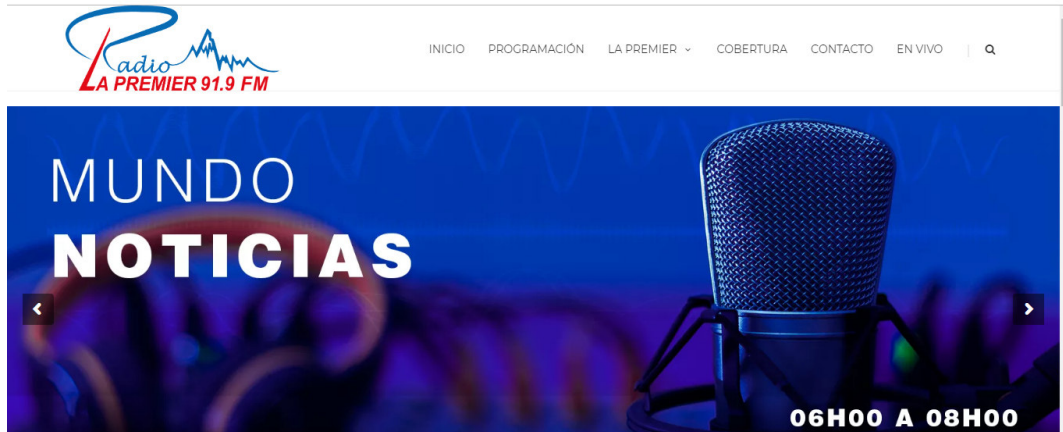 Radio
LA PREMIER 91.9 FM
INICIO PROGRAMACIÓN LA PREMIER COBERTURA CONTACTO EN VIVO
MUNDO
NOTICIAS
06H00 A 08H00